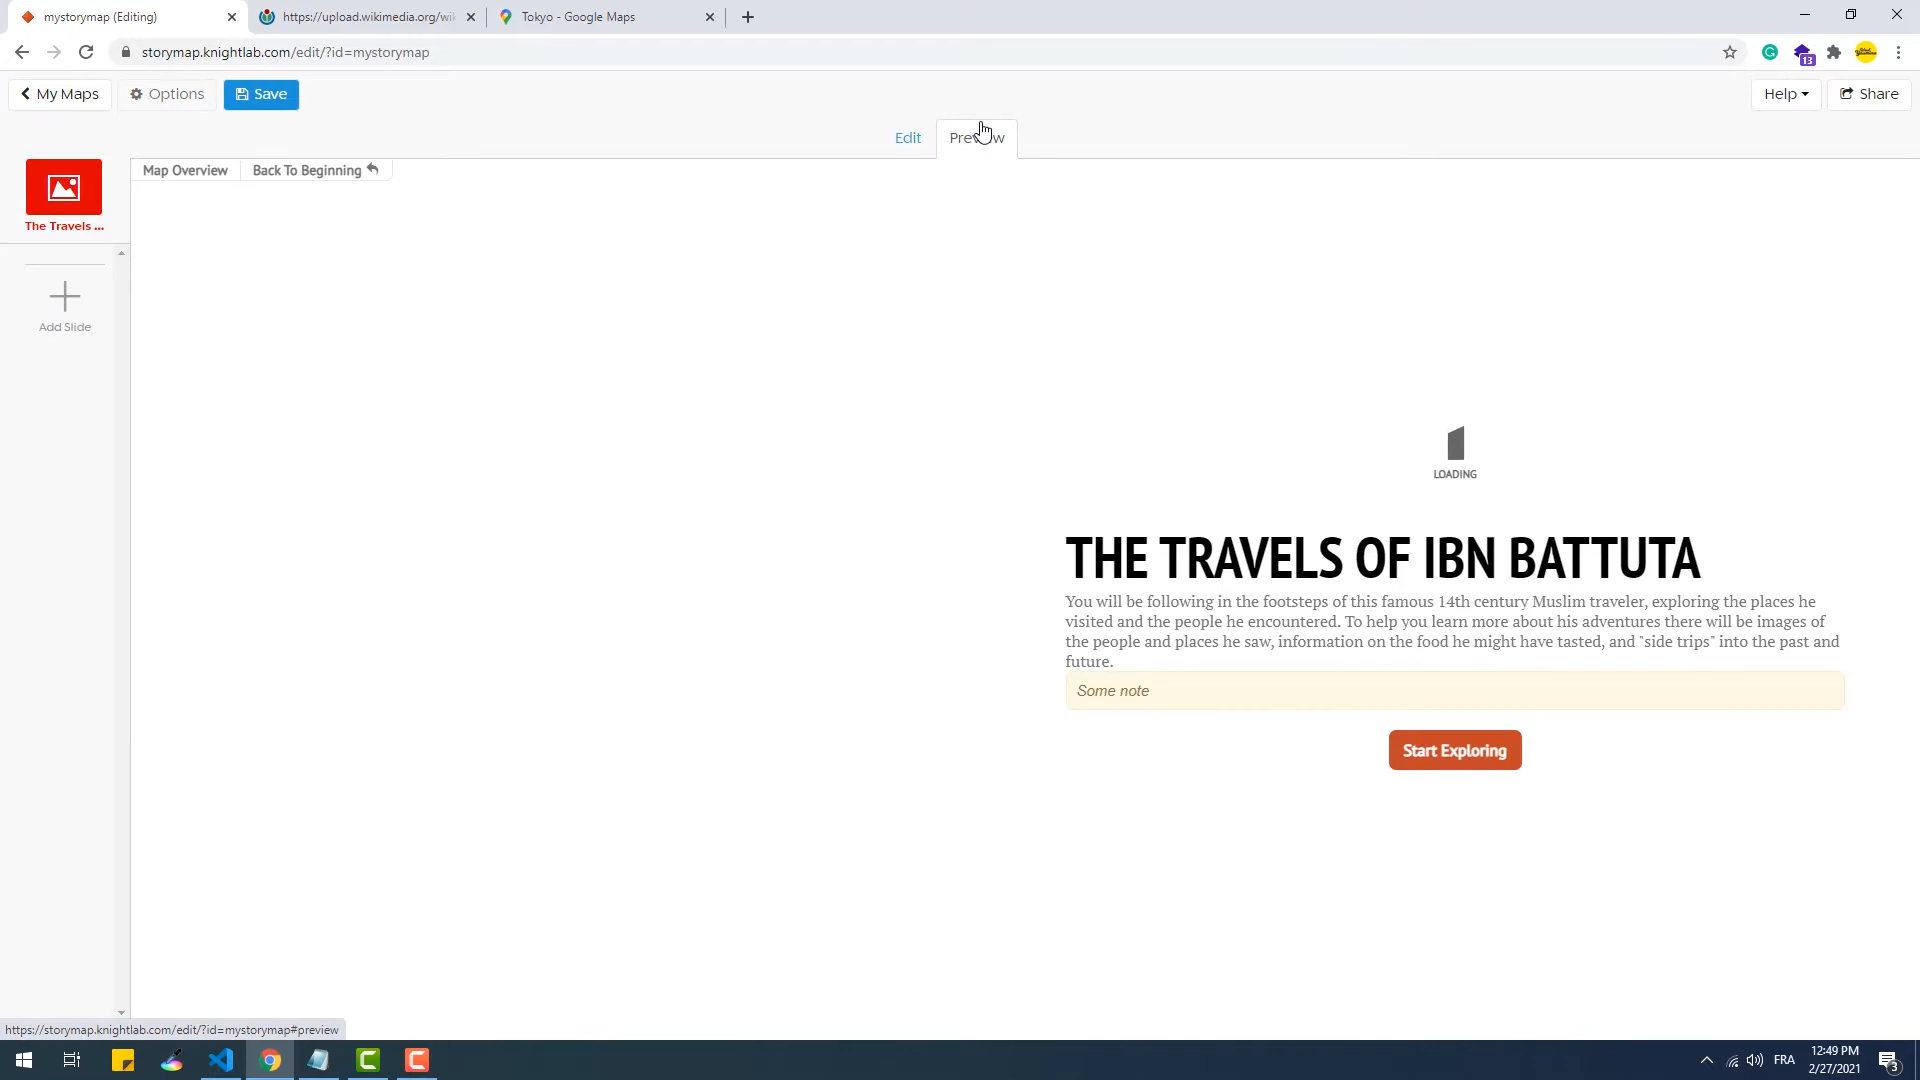 mystorymap (Editing)
https://upload.wikimedia.org/wik
Tokyo - Google Maps
storymap.knightlab.com/edit/?id=mystorymap
13
My Maps
Options
Save
Help
Share
Edit
Preview
The Travels ...
Map Overview
Back To Beginning
Add Slide
LOADING
THE TRAVELS OF IBN BATTUTA
You will be following in the footsteps of this famous 14th century Muslim traveler, exploring the places he
visited and the people he encountered. To help you learn more about his adventures there will be images of
the people and places he saw, information on the food he might have tasted, and "side trips" into the past and
future.
Some note
Start Exploring
https://storymap.knightlab.com/edit/?id=mystorymap#preview
FRA
12:49 PM
2/27/2021
3